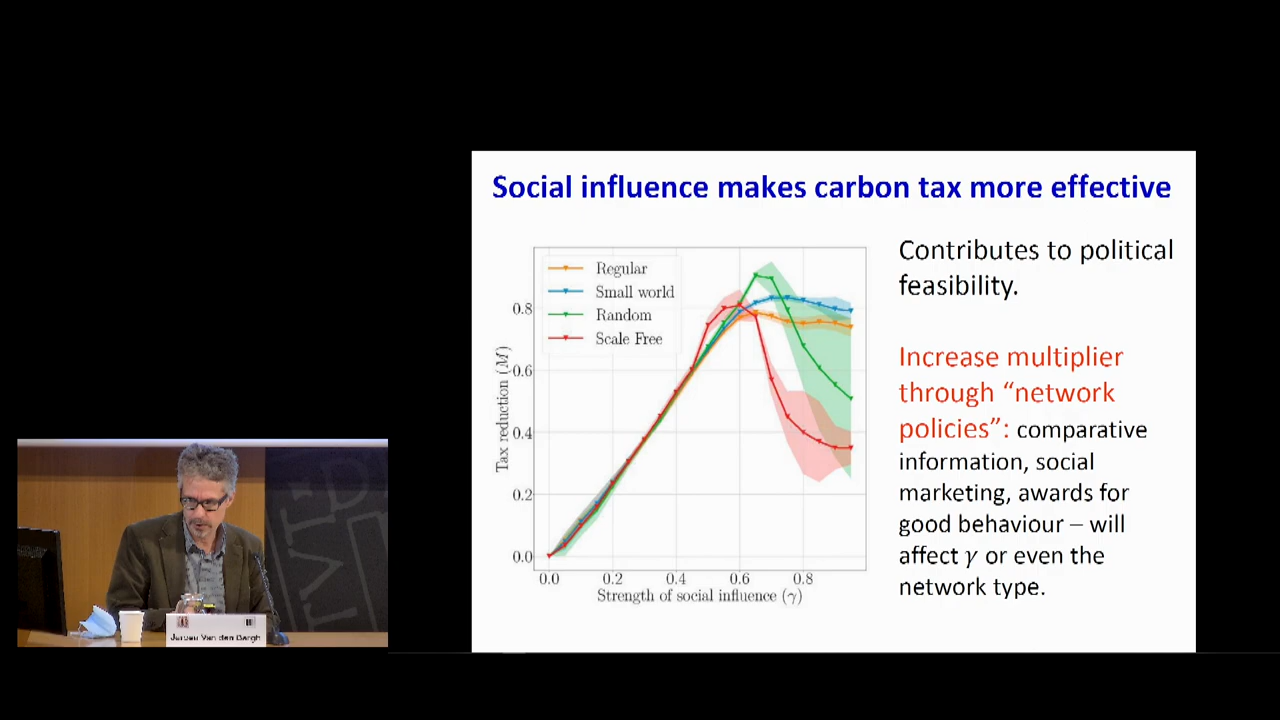 Social influence makes carbon tax more effective
Regular
Small world
Random
Scale Free
0.8
0.6
0.4
0.2
0.0
Tax reduction (M)
0.0 0.2 0.4 0.6 0.8
Strength of social influence (γ)
Contributes to political
feasibility.
Increase multiplier
through “network
policies”: comparative
information, social
marketing, awards for
good behaviour – will
affect γ or even the
network type.
Jeroen Van den Bergh